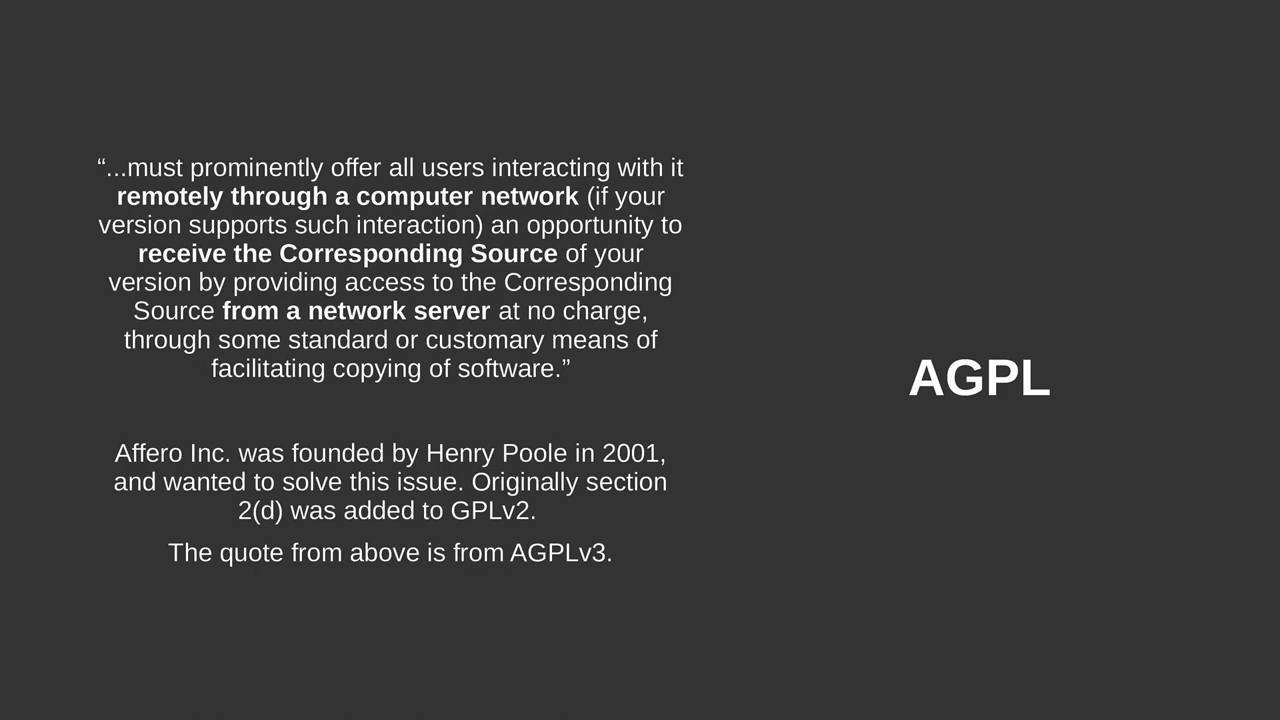 “...must prominently offer all users interacting with it
remotely through a computer network (if your
version supports such interaction) an opportunity to
receive the Corresponding Source of your
version by providing access to the Corresponding
Source from a network server at no charge,
through some standard or customary means of
facilitating copying of software.”
Affero Inc. was founded by Henry Poole in 2001,
and wanted to solve this issue. Originally section
2(d) was added to GPLv2.
The quote from above is from AGPLv3.
AGPL